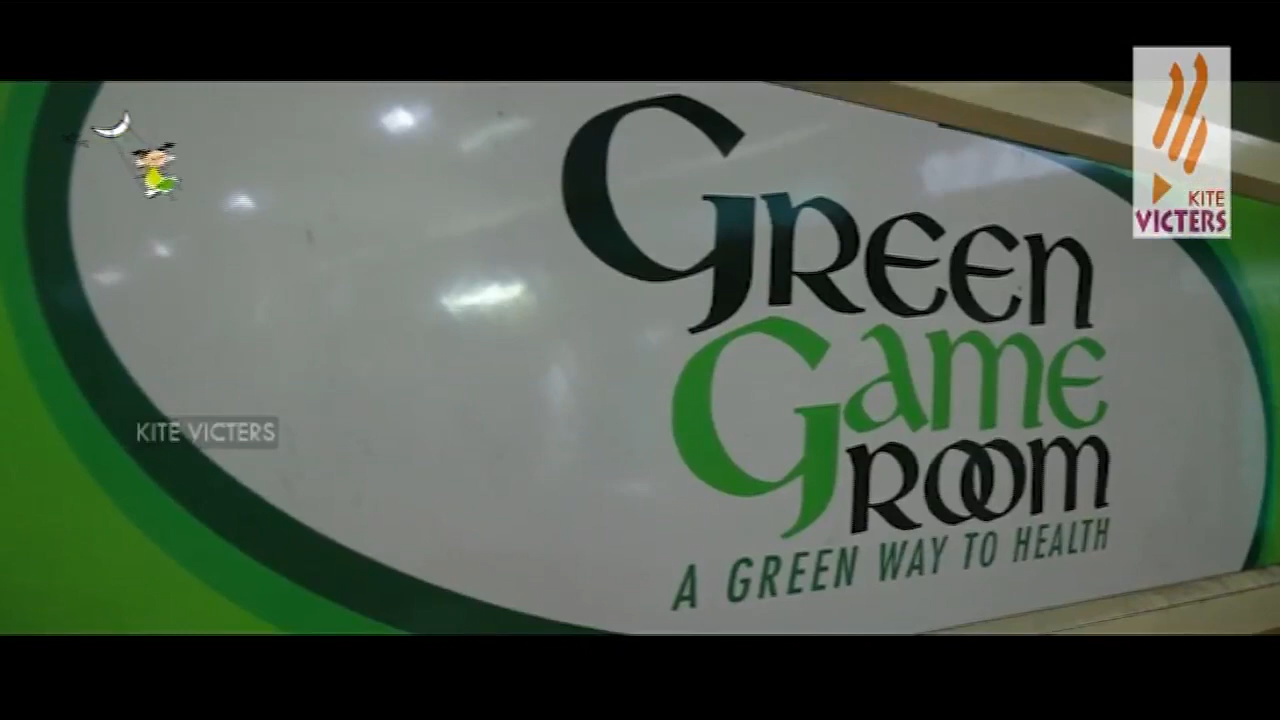 KITE
VICTERS
GREEN
GAME
ROOM
A GREEN WAY TO HEALTH
KITE VICTERS